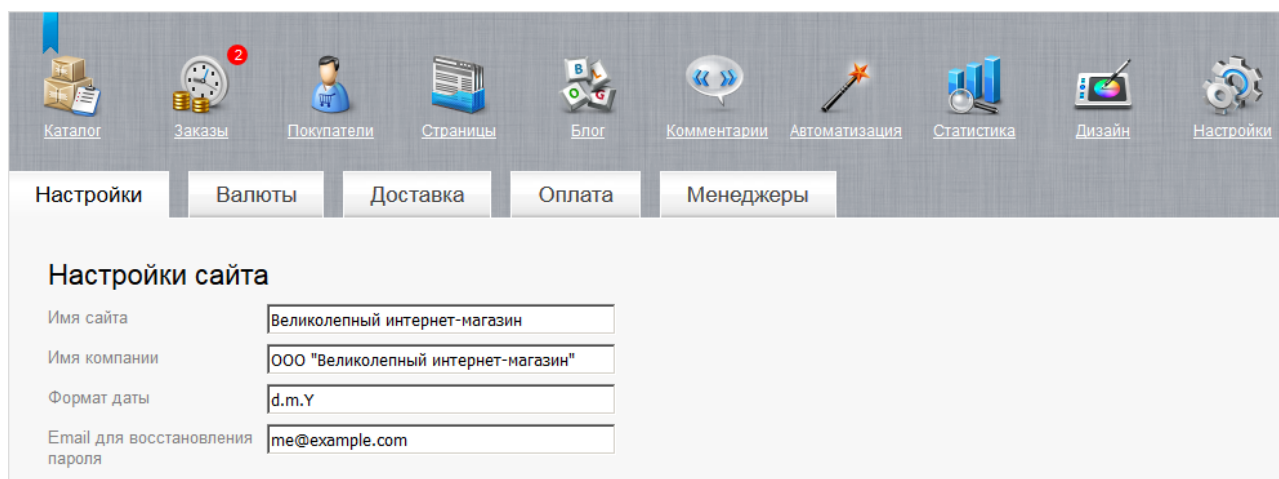 2
B L O G
Каталог Заказы Покупатели Страницы Блог Комментарии Автоматизация Статистика Дизайн Настройки
Настройки Валюты Доставка Оплата Менеджеры
Настройки сайта
Имя сайта Великолепный интернет-магазин
Имя компании ООО "Великолепный интернет-магазин"
Формат даты d.m.Y
Email для восстановления me@example.com
пароля